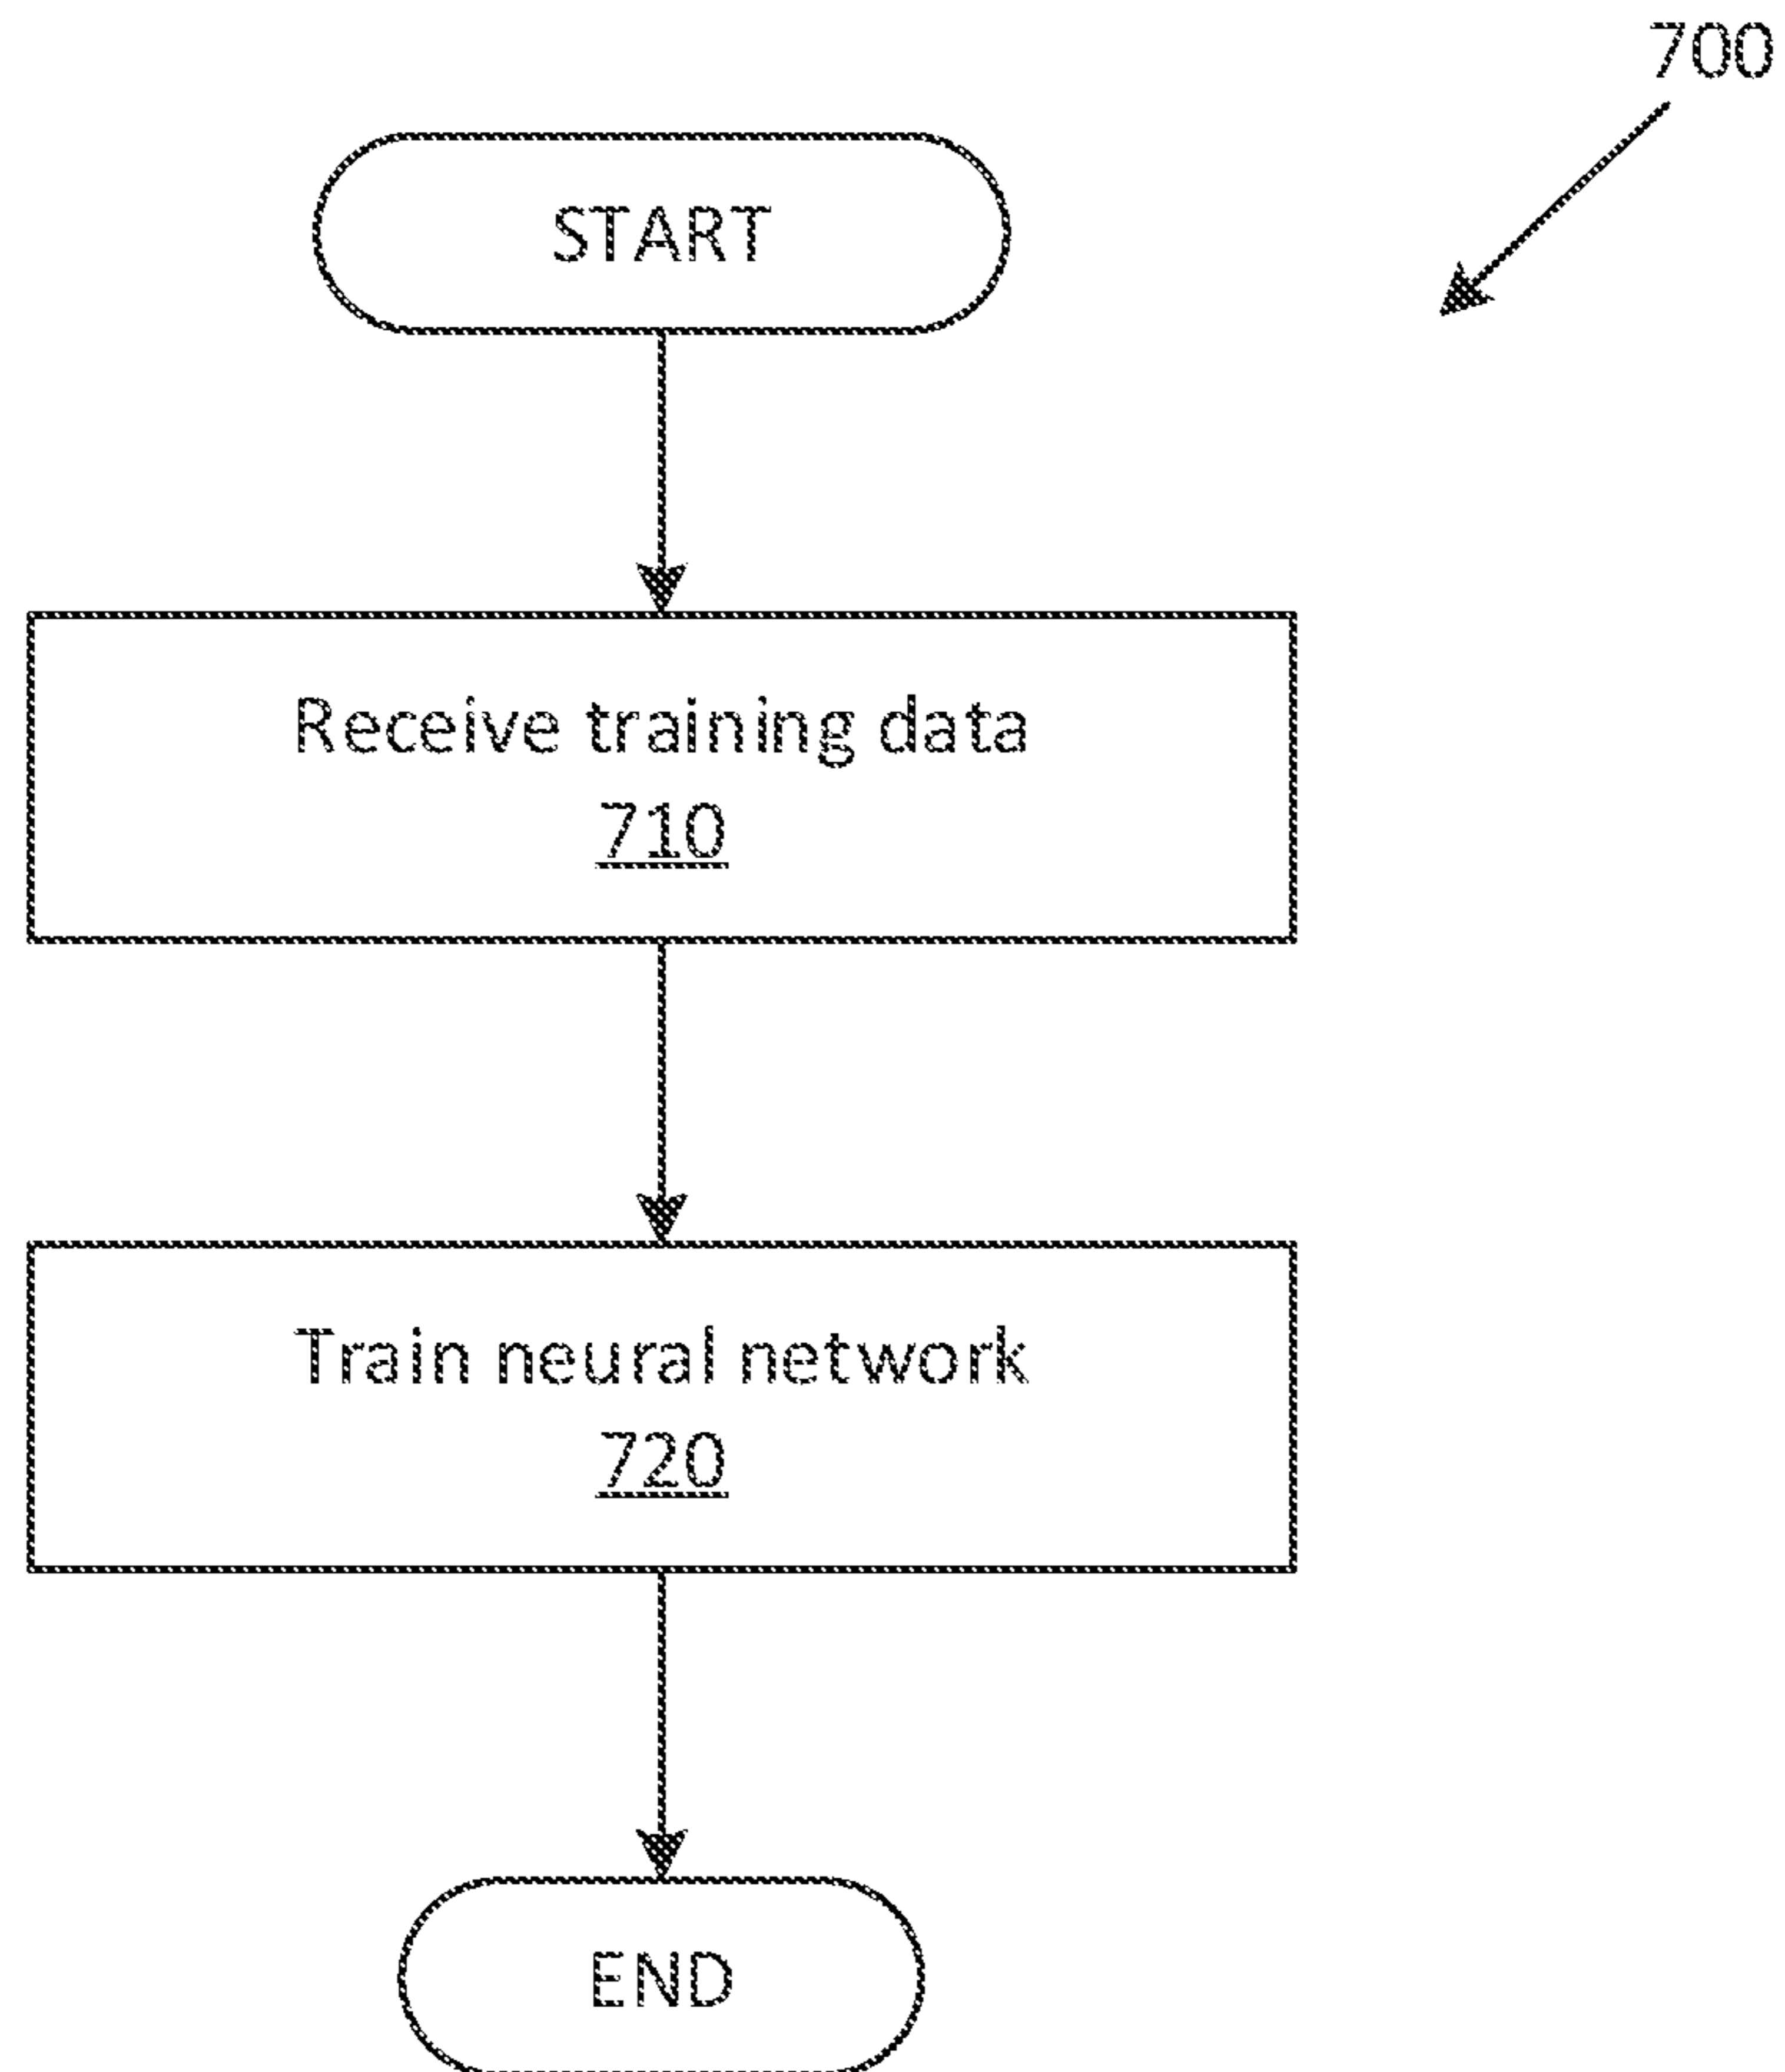 700
START
Receive training data
710
Train neural network
720
END